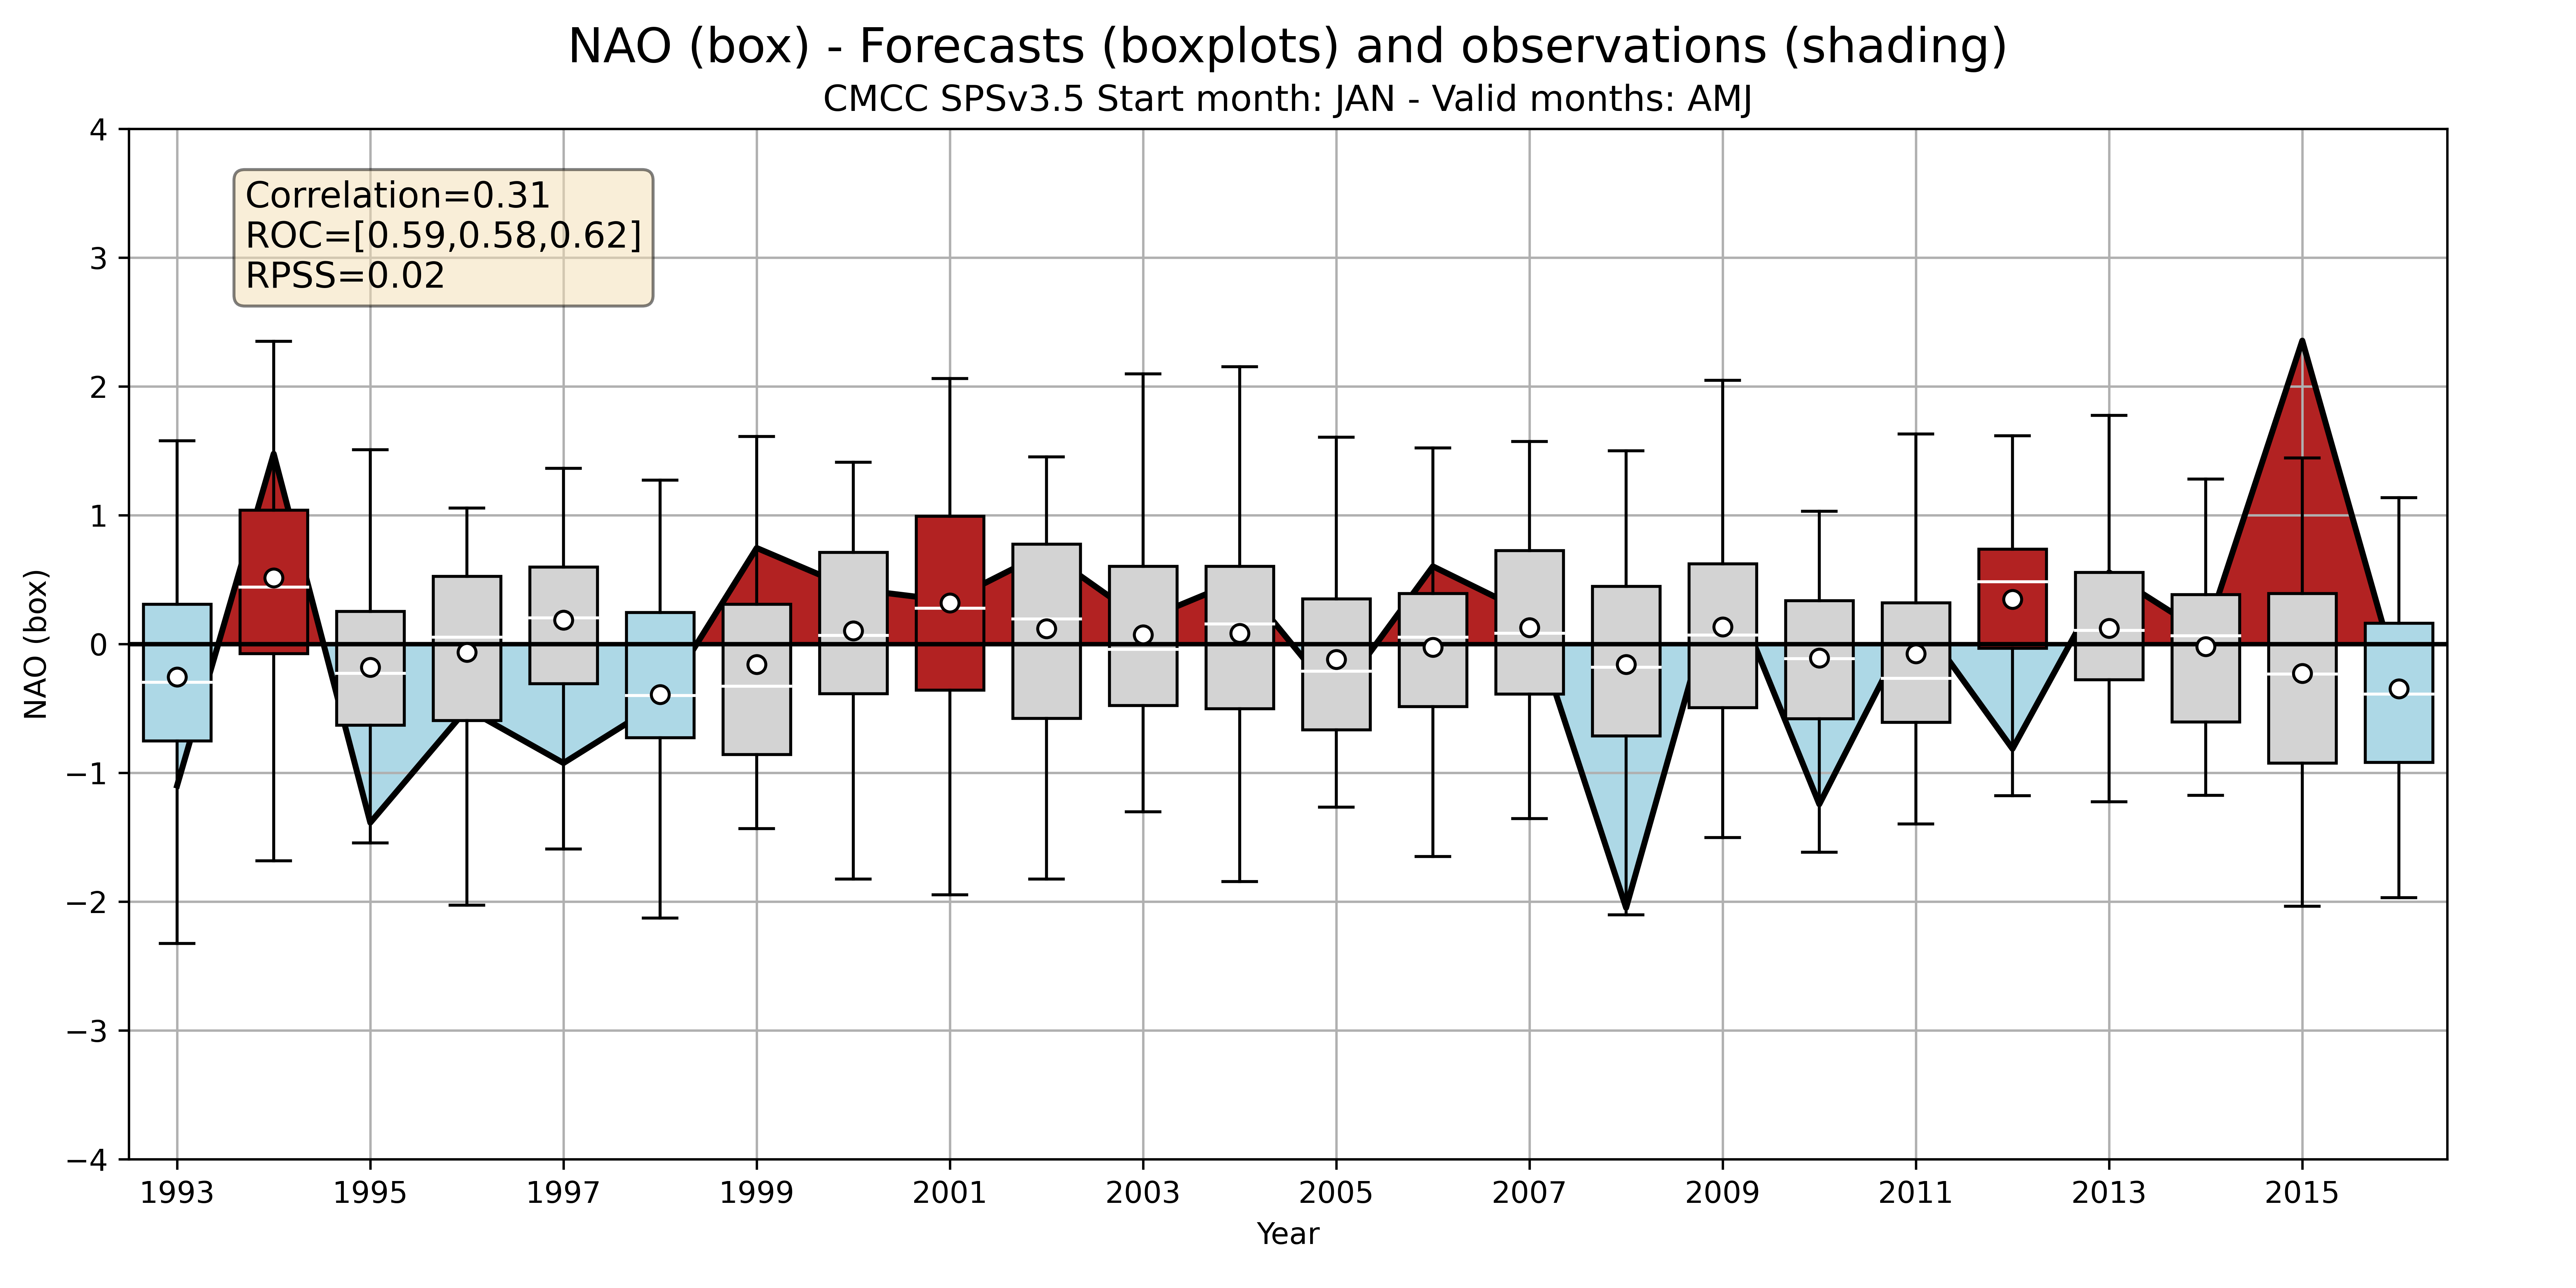 NAO (box) - Forecasts (boxplots) and observations (shading)
CMCC SPSv3.5 Start month: JAN - Valid months: AMJ
Correlation=0.31
ROC=[0.59,0.58,0.62]
RPSS=0.02
NAO (box)
4
3
2
1
0
−1
−2
−3
−4
1993 1995 1997 1999 2001 2003 2005 2007 2009 2011 2013 2015
Year